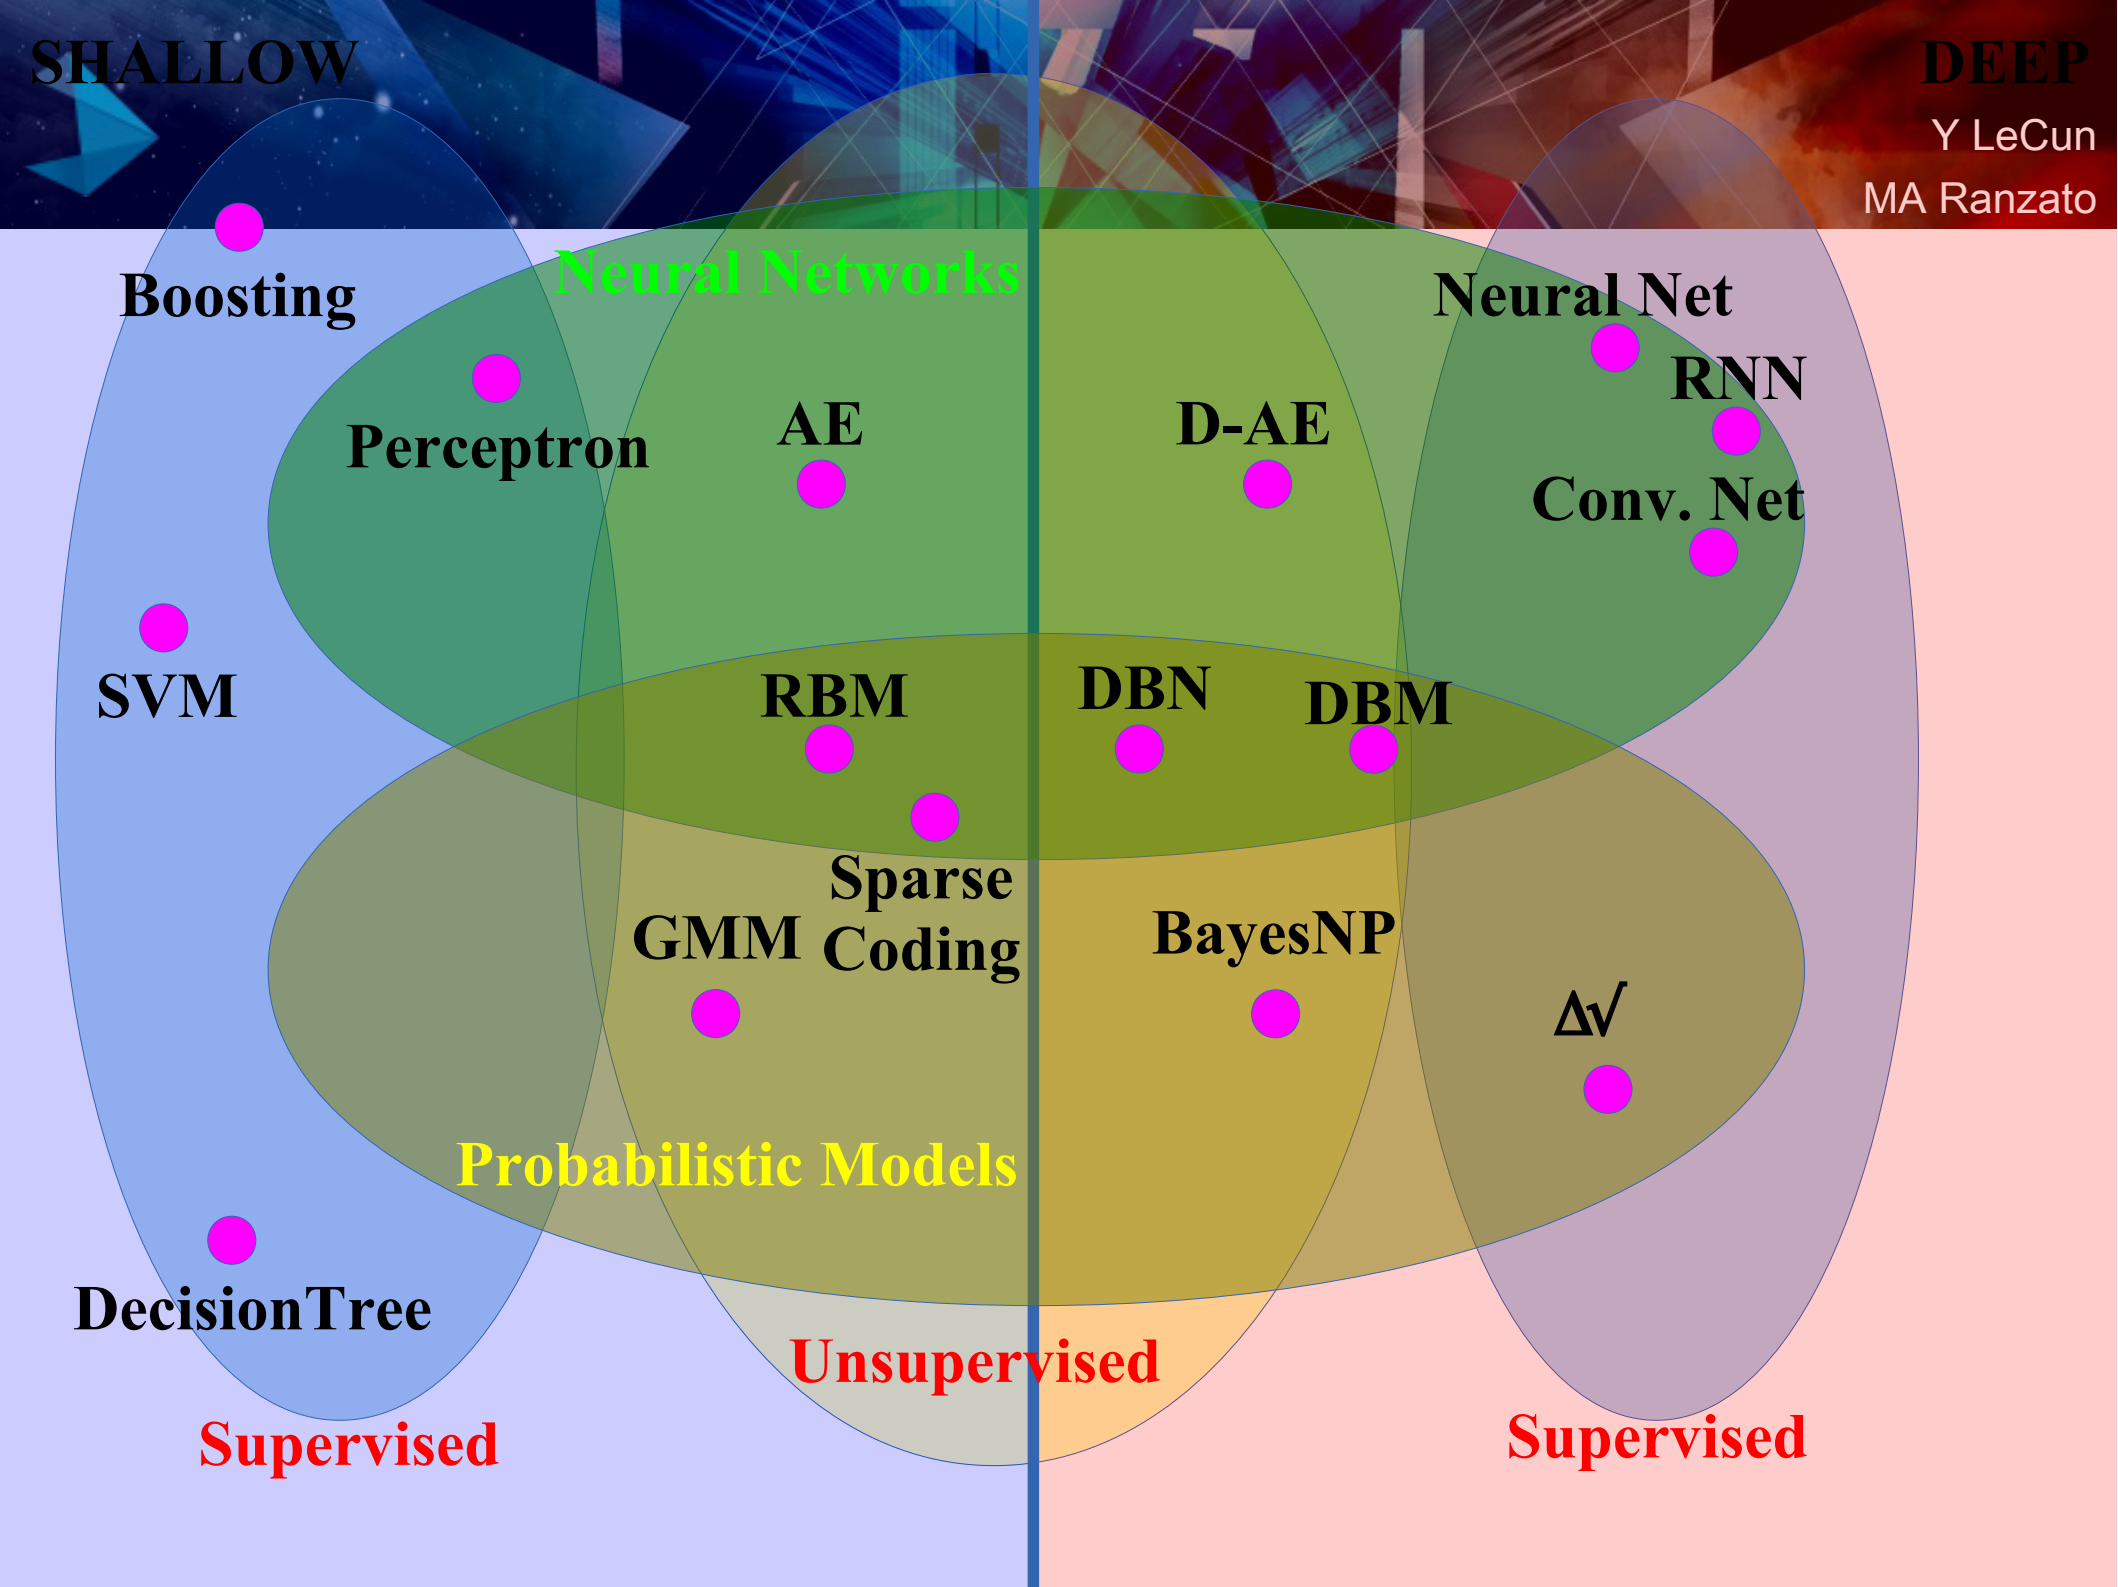 SHALLOW
DEEP
Y LeCun
MA Ranzato
Neural Networks
Boosting
Neural Net
RNN
Perceptron
AE
D-AE
Conv. Net
SVM
RBM
DBN
DBM
Sparse
Coding
GMM
BayesNP
Δ√
Probabilistic Models
DecisionTree
Unsupervised
Supervised
Supervised